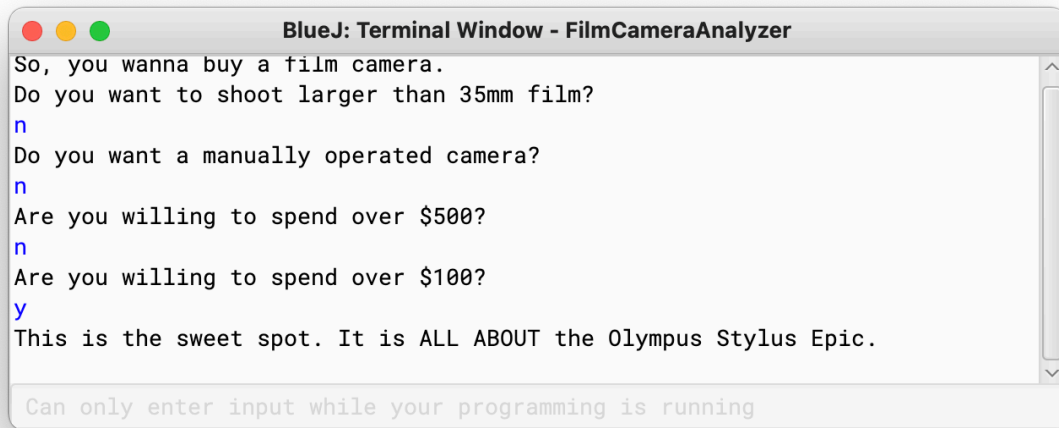 BlueJ: Terminal Window - FilmCameraAnalyzer
So, you wanna buy a film camera.
Do you want to shoot larger than 35mm film?
n
Do you want a manually operated camera?
n
Are you willing to spend over $500?
n
Are you willing to spend over $100?
y
This is the sweet spot. It is ALL ABOUT the Olympus Stylus Epic.
Can only enter input while your programming is running